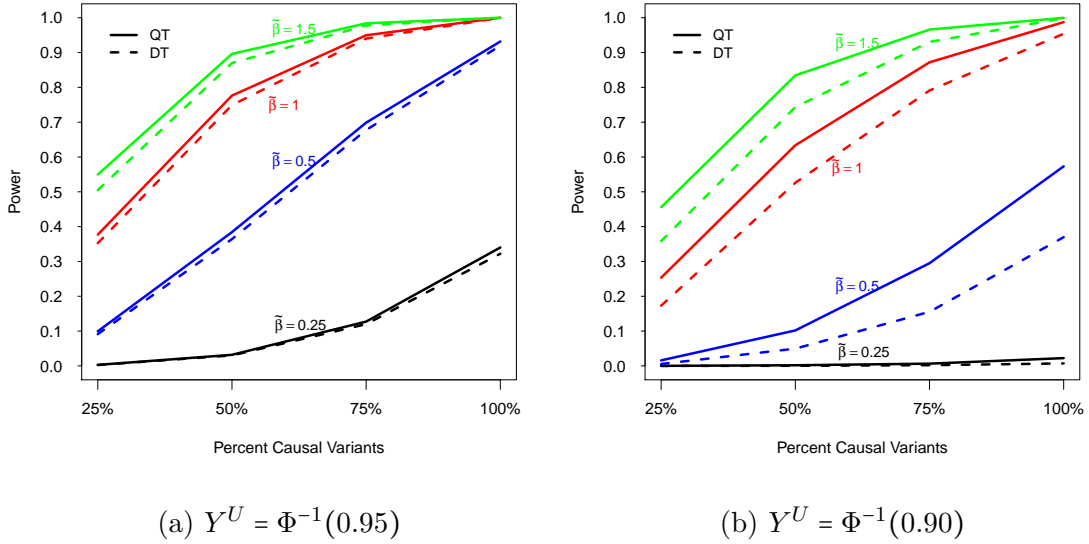 1.0
0.9
0.8
0.7
0.6
0.5
0.4
0.3
0.2
0.1
0.0
Power
QT
DT
β̃ = 1.5
β̃ = 1
β̃ = 0.5
β̃ = 0.25
25% 50% 75% 100%
Percent Causal Variants
(a) Y^U = Φ^{-1}(0.95)
1.0
0.9
0.8
0.7
0.6
0.5
0.4
0.3
0.2
0.1
0.0
Power
QT
DT
β̃ = 1.5
β̃ = 1
β̃ = 0.5
β̃ = 0.25
25% 50% 75% 100%
Percent Causal Variants
(b) Y^U = Φ^{-1}(0.90)